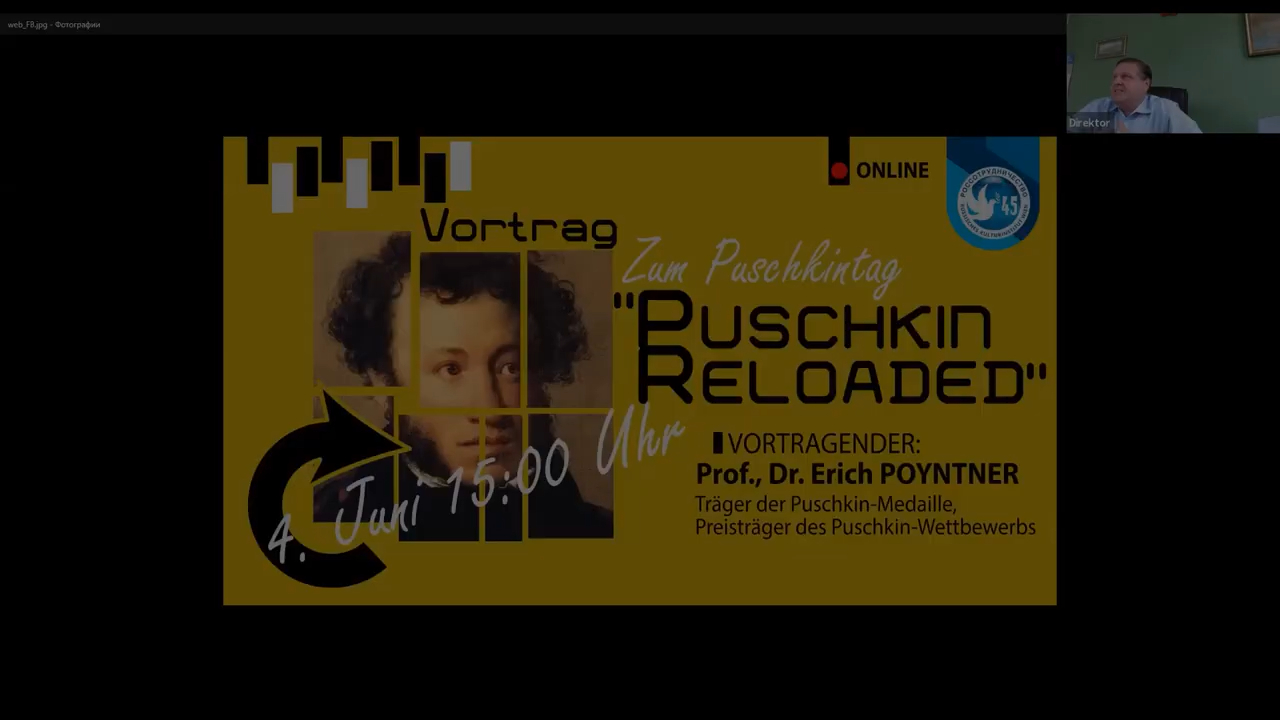 web_FB.jpg - Фотографии
Direktor
ONLINE
РОССОТРУДНИЧЕСТВО
45
Vortrag
Zum Puschkintag
"PUSCHKIN
RELOADED"
4. Juni 15:00 Uhr
VORTRAGENDER:
Prof., Dr. Erich POYNTNER
Träger der Puschkin-Medaille,
Preisträger des Puschkin-Wettbewerbs